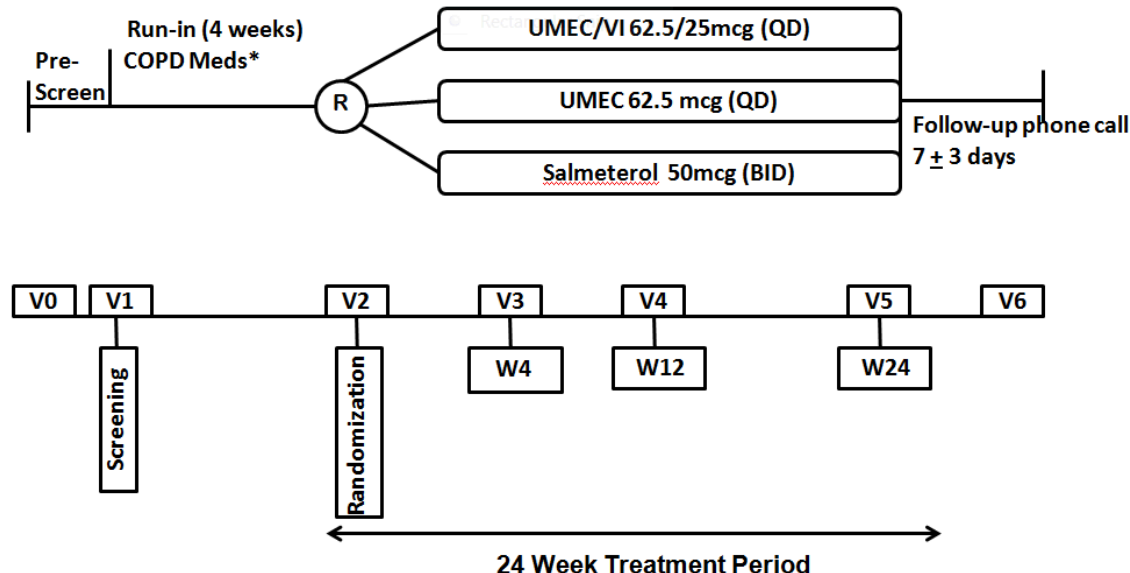 Pre-
Screen
Run-in (4 weeks)
COPD Meds*
R
UMEC/VI 62.5/25mcg (QD)
UMEC 62.5 mcg (QD)
Salmeterol 50mcg (BID)
Follow-up phone call
7 ± 3 days
V0
V1
V2
V3
V4
V5
V6
Screening
Randomization
W4
W12
W24
24 Week Treatment Period